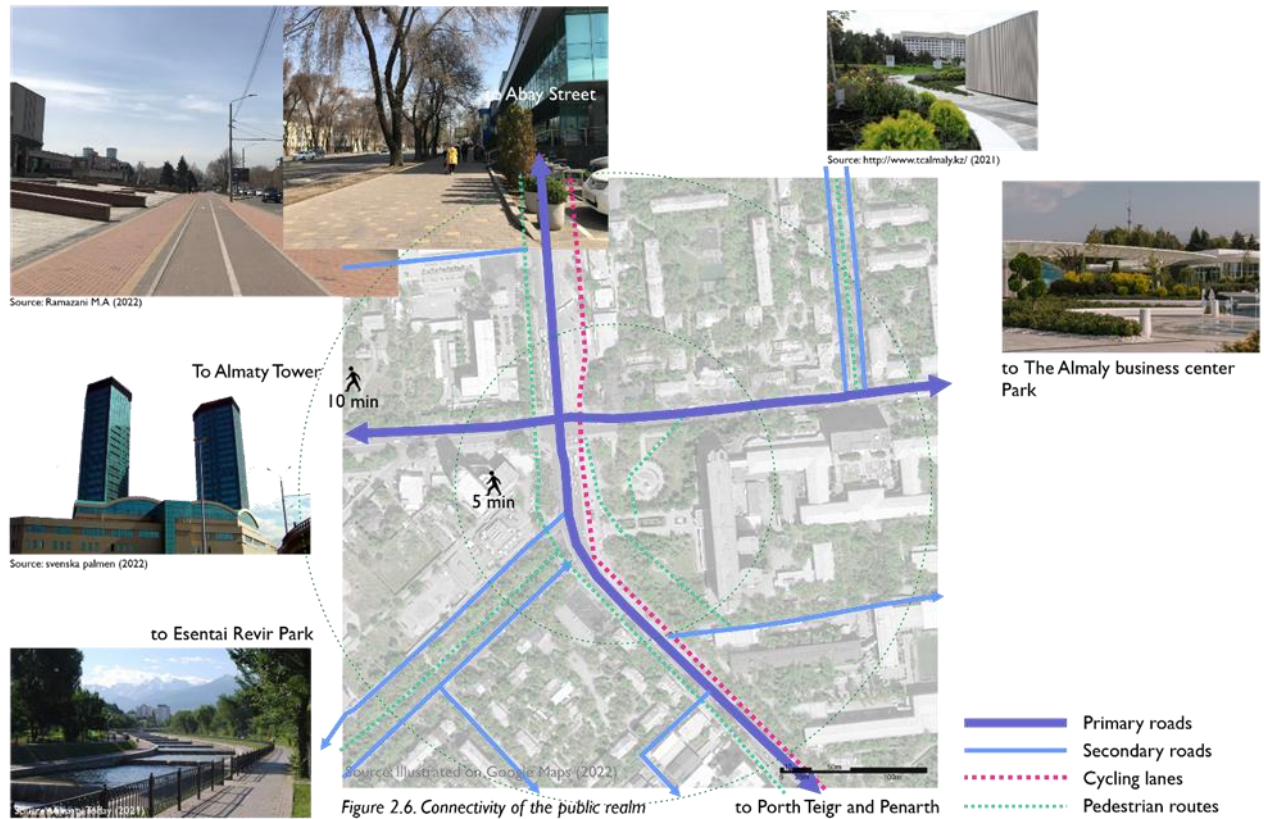 to Abay Street
Source: http://www.tcalmaly.kz/ (2021)
Source: Ramazani M.A (2022)
to The Almaly business center
Park
To Almaty Tower
10 min
5 min
Source: svenska palmen (2022)
to Esentai Revir Park
Primary roads
Secondary roads
Cycling lanes
Pedestrian routes
Source: Illustrated on Google Maps (2022)
50m
100m
Figure 2.6. Connectivity of the public realm
to Porth Teigr and Penarth